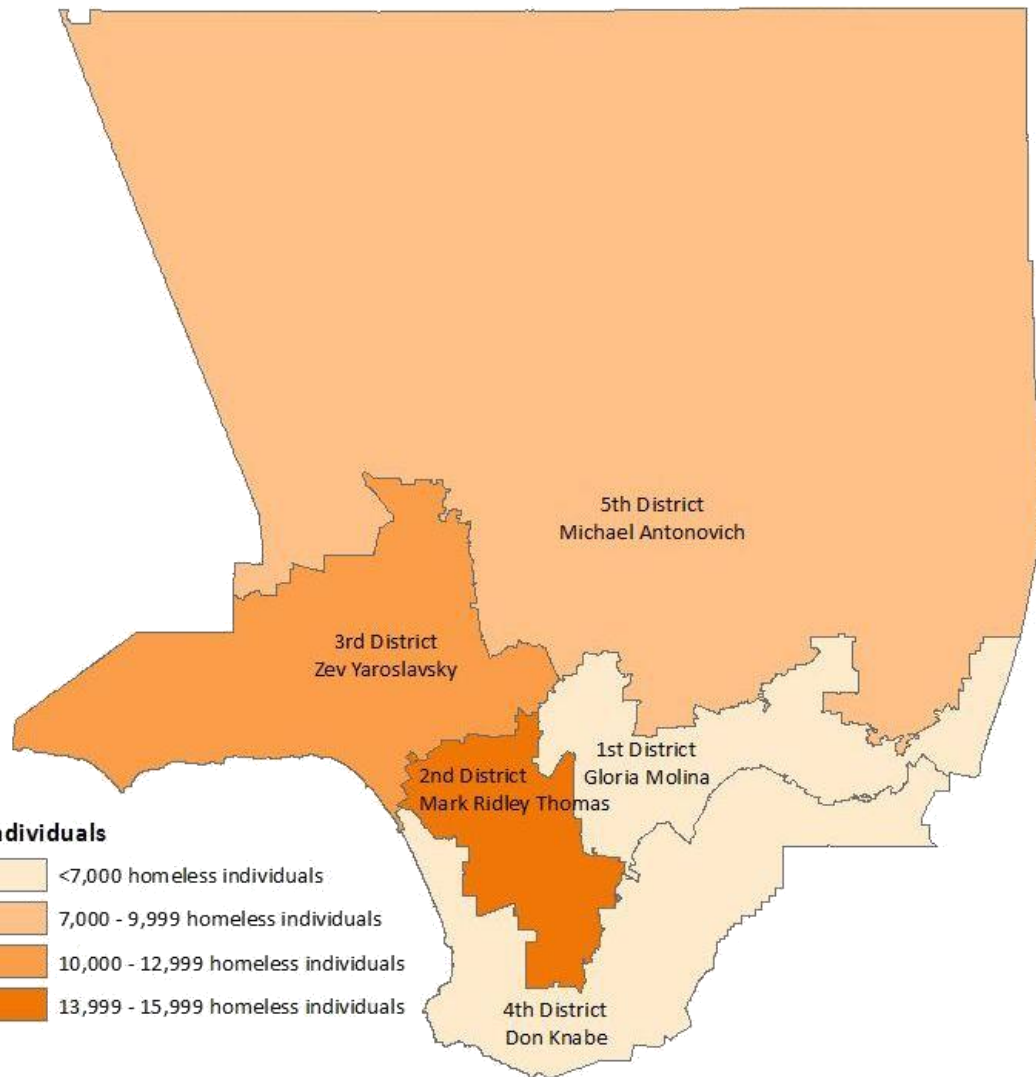 5th District
Michael Antonovich
3rd District
Zev Yaroslavsky
1st District
Gloria Molina
2nd District
Mark Ridley Thomas
4th District
Don Knabe
<7,000 homeless individuals
7,000 - 9,999 homeless individuals
10,000 - 12,999 homeless individuals
13,999 - 15,999 homeless individuals